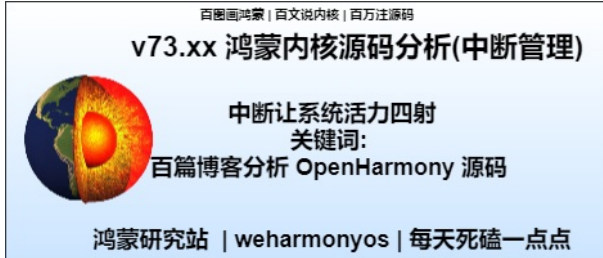 百图画鸿蒙 | 百文说内核 | 百万注源码
v73.xx 鸿蒙内核源码分析(中断管理)
中断让系统活力四射
关键词:
百篇博客分析 OpenHarmony 源码
鸿蒙研究站 | weharmonyos | 每天死磕一点点